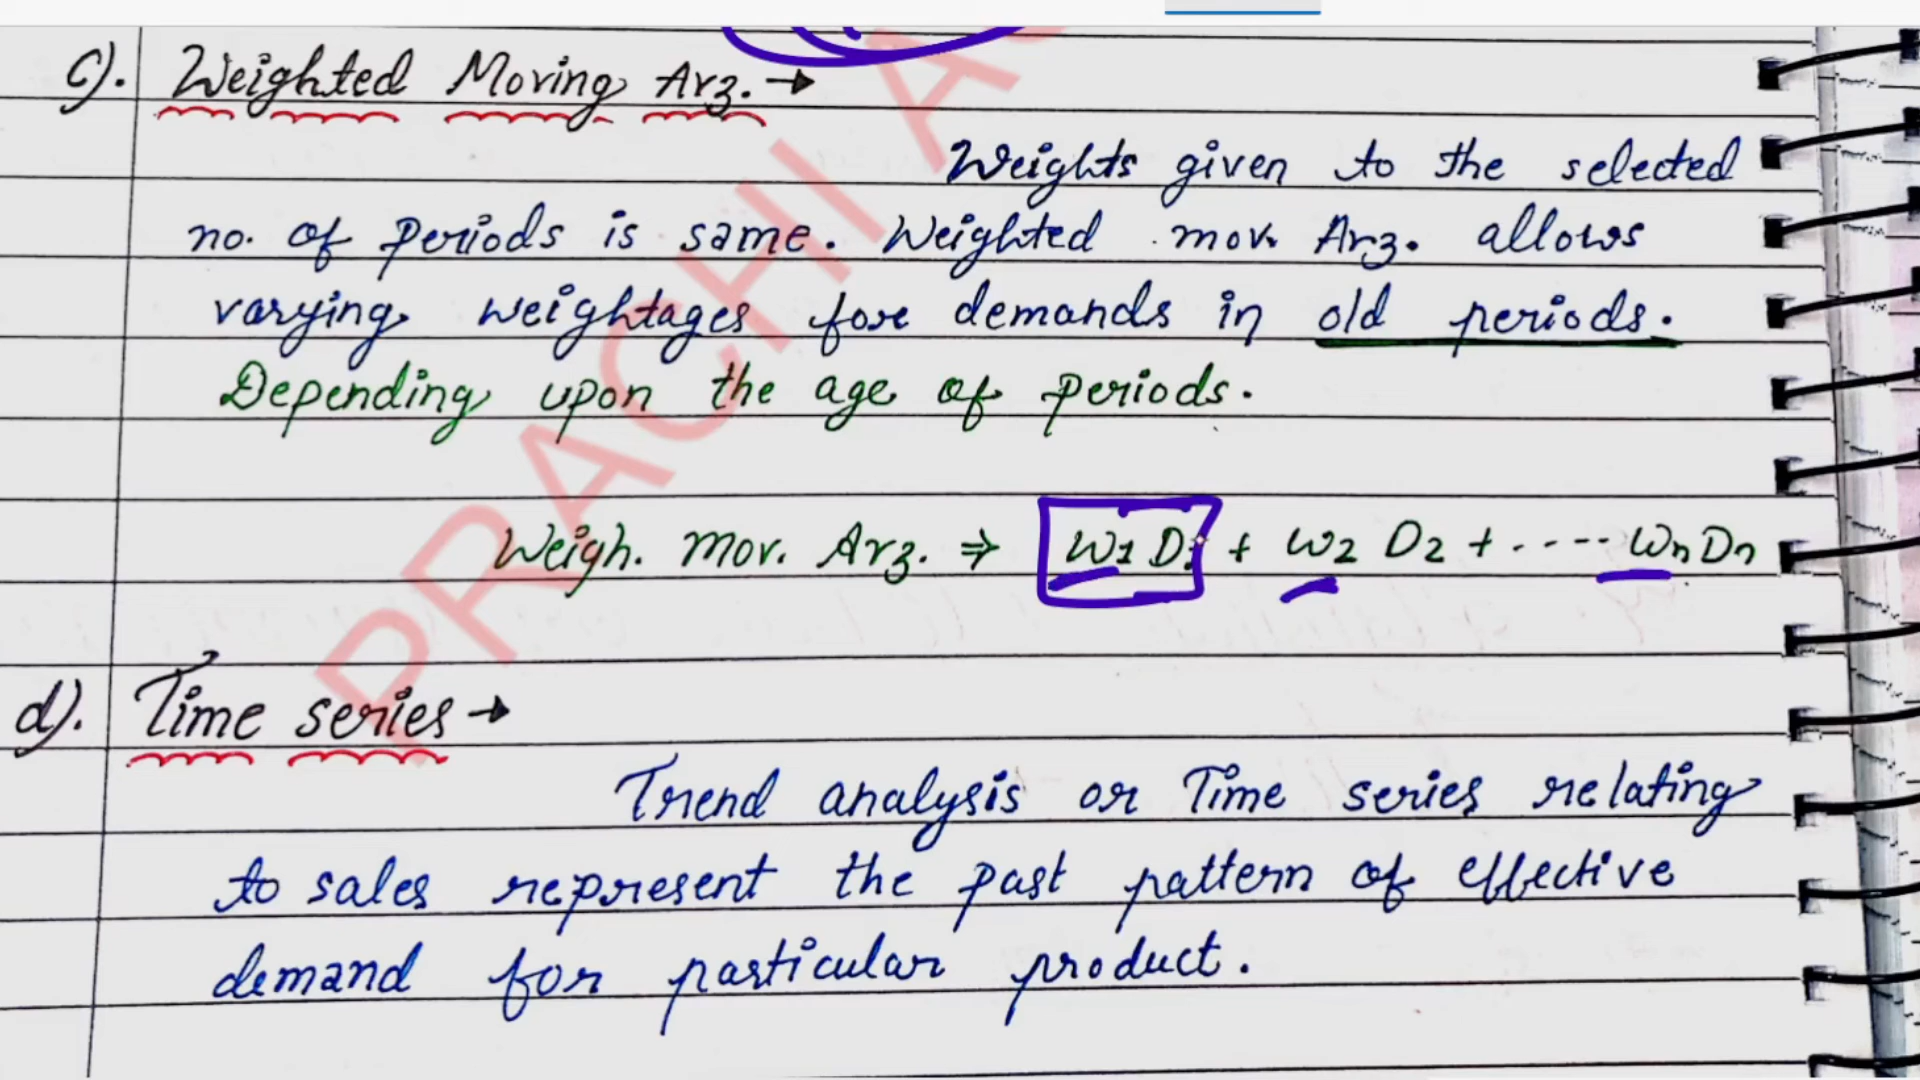 c). Weighted Moving Avg. →
Weights given to the selected
no. of periods is same. Weighted mov. Avg. allows
varying weightages for demands in old periods.
Depending upon the age of periods.
Weigh. mov. Avg. ⇒ W1 D1 + W2 D2 + ---- Wn Dn
d). Time series →
Trend analysis or Time series relating
to sales represent the past pattern of effective
demand for particular product.
PRACHI A